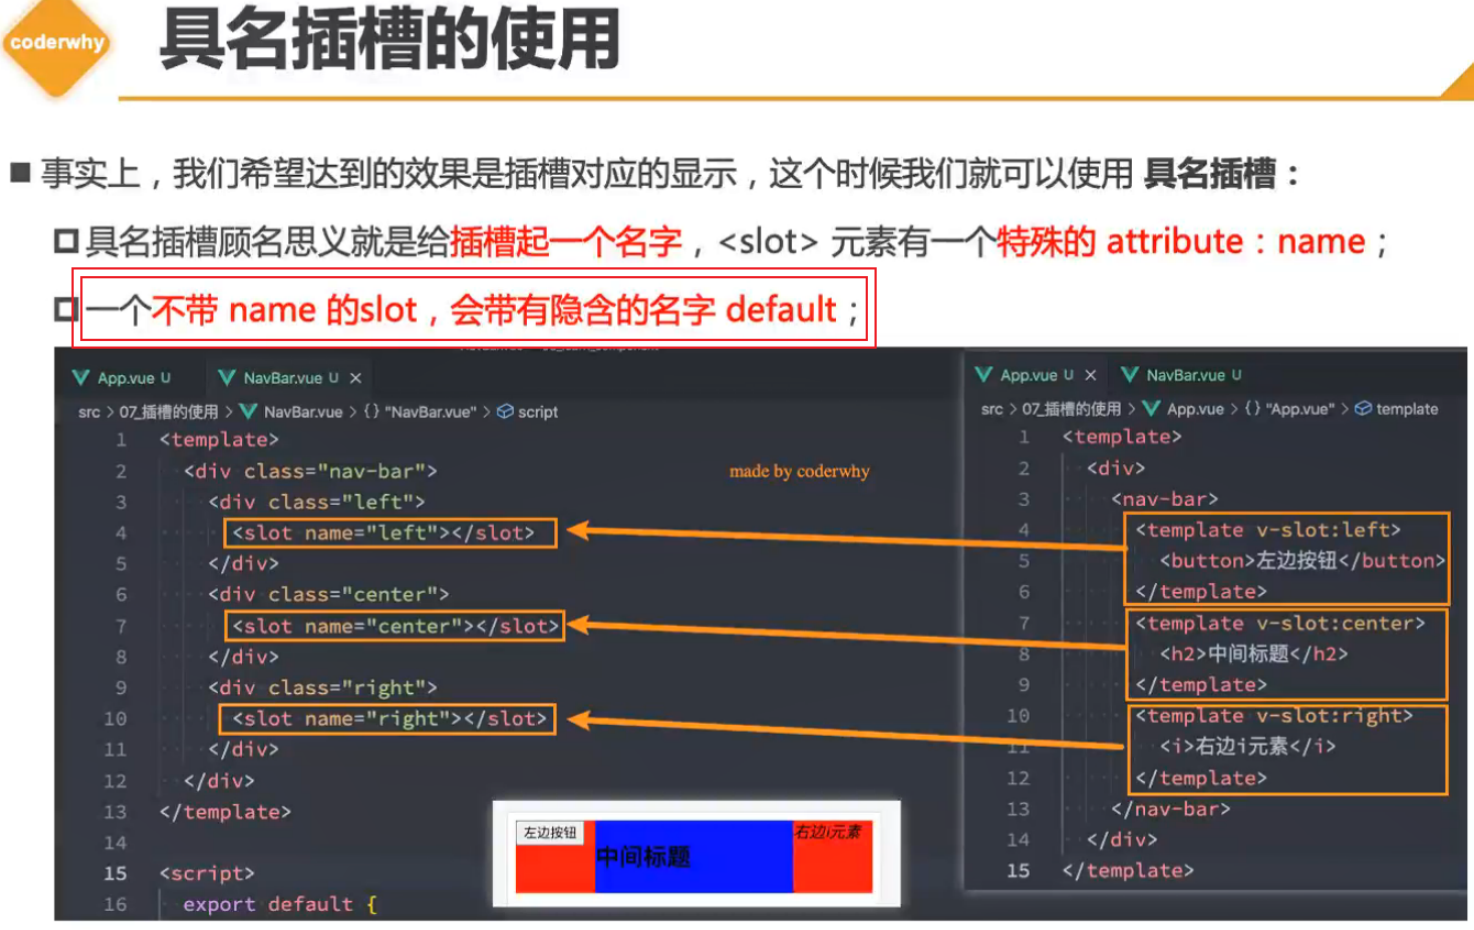 coderwhy
具名插槽的使用
■ 事实上，我们希望达到的效果是插槽对应的显示，这个时候我们就可以使用 具名插槽：
具名插槽顾名思义就是给插槽起一个名字，<slot> 元素有一个特殊的 attribute：name；
一个不带 name 的slot，会带有隐含的名字 default；
App.vue U NavBar.vue U ×
src > 07_插槽的使用 > NavBar.vue > {} "NavBar.vue" > script
1 <template>
2 <div class="nav-bar">
3 <div class="left">
4 <slot name="left"></slot>
5 </div>
6 <div class="center">
7 <slot name="center"></slot>
8 </div>
9 <div class="right">
10 <slot name="right"></slot>
11 </div>
12 </div>
13 </template>
14
15 <script>
16 export default {
made by coderwhy
App.vue U × NavBar.vue U
src > 07_插槽的使用 > App.vue > {} "App.vue" > template
1 <template>
2 <div>
3 <nav-bar>
4 <template v-slot:left>
5 <button>左边按钮</button>
6 </template>
7 <template v-slot:center>
8 <h2>中间标题</h2>
9 </template>
10 <template v-slot:right>
11 <i>右边i元素</i>
12 </template>
13 </nav-bar>
14 </div>
15 </template>
左边按钮
中间标题
右边i元素